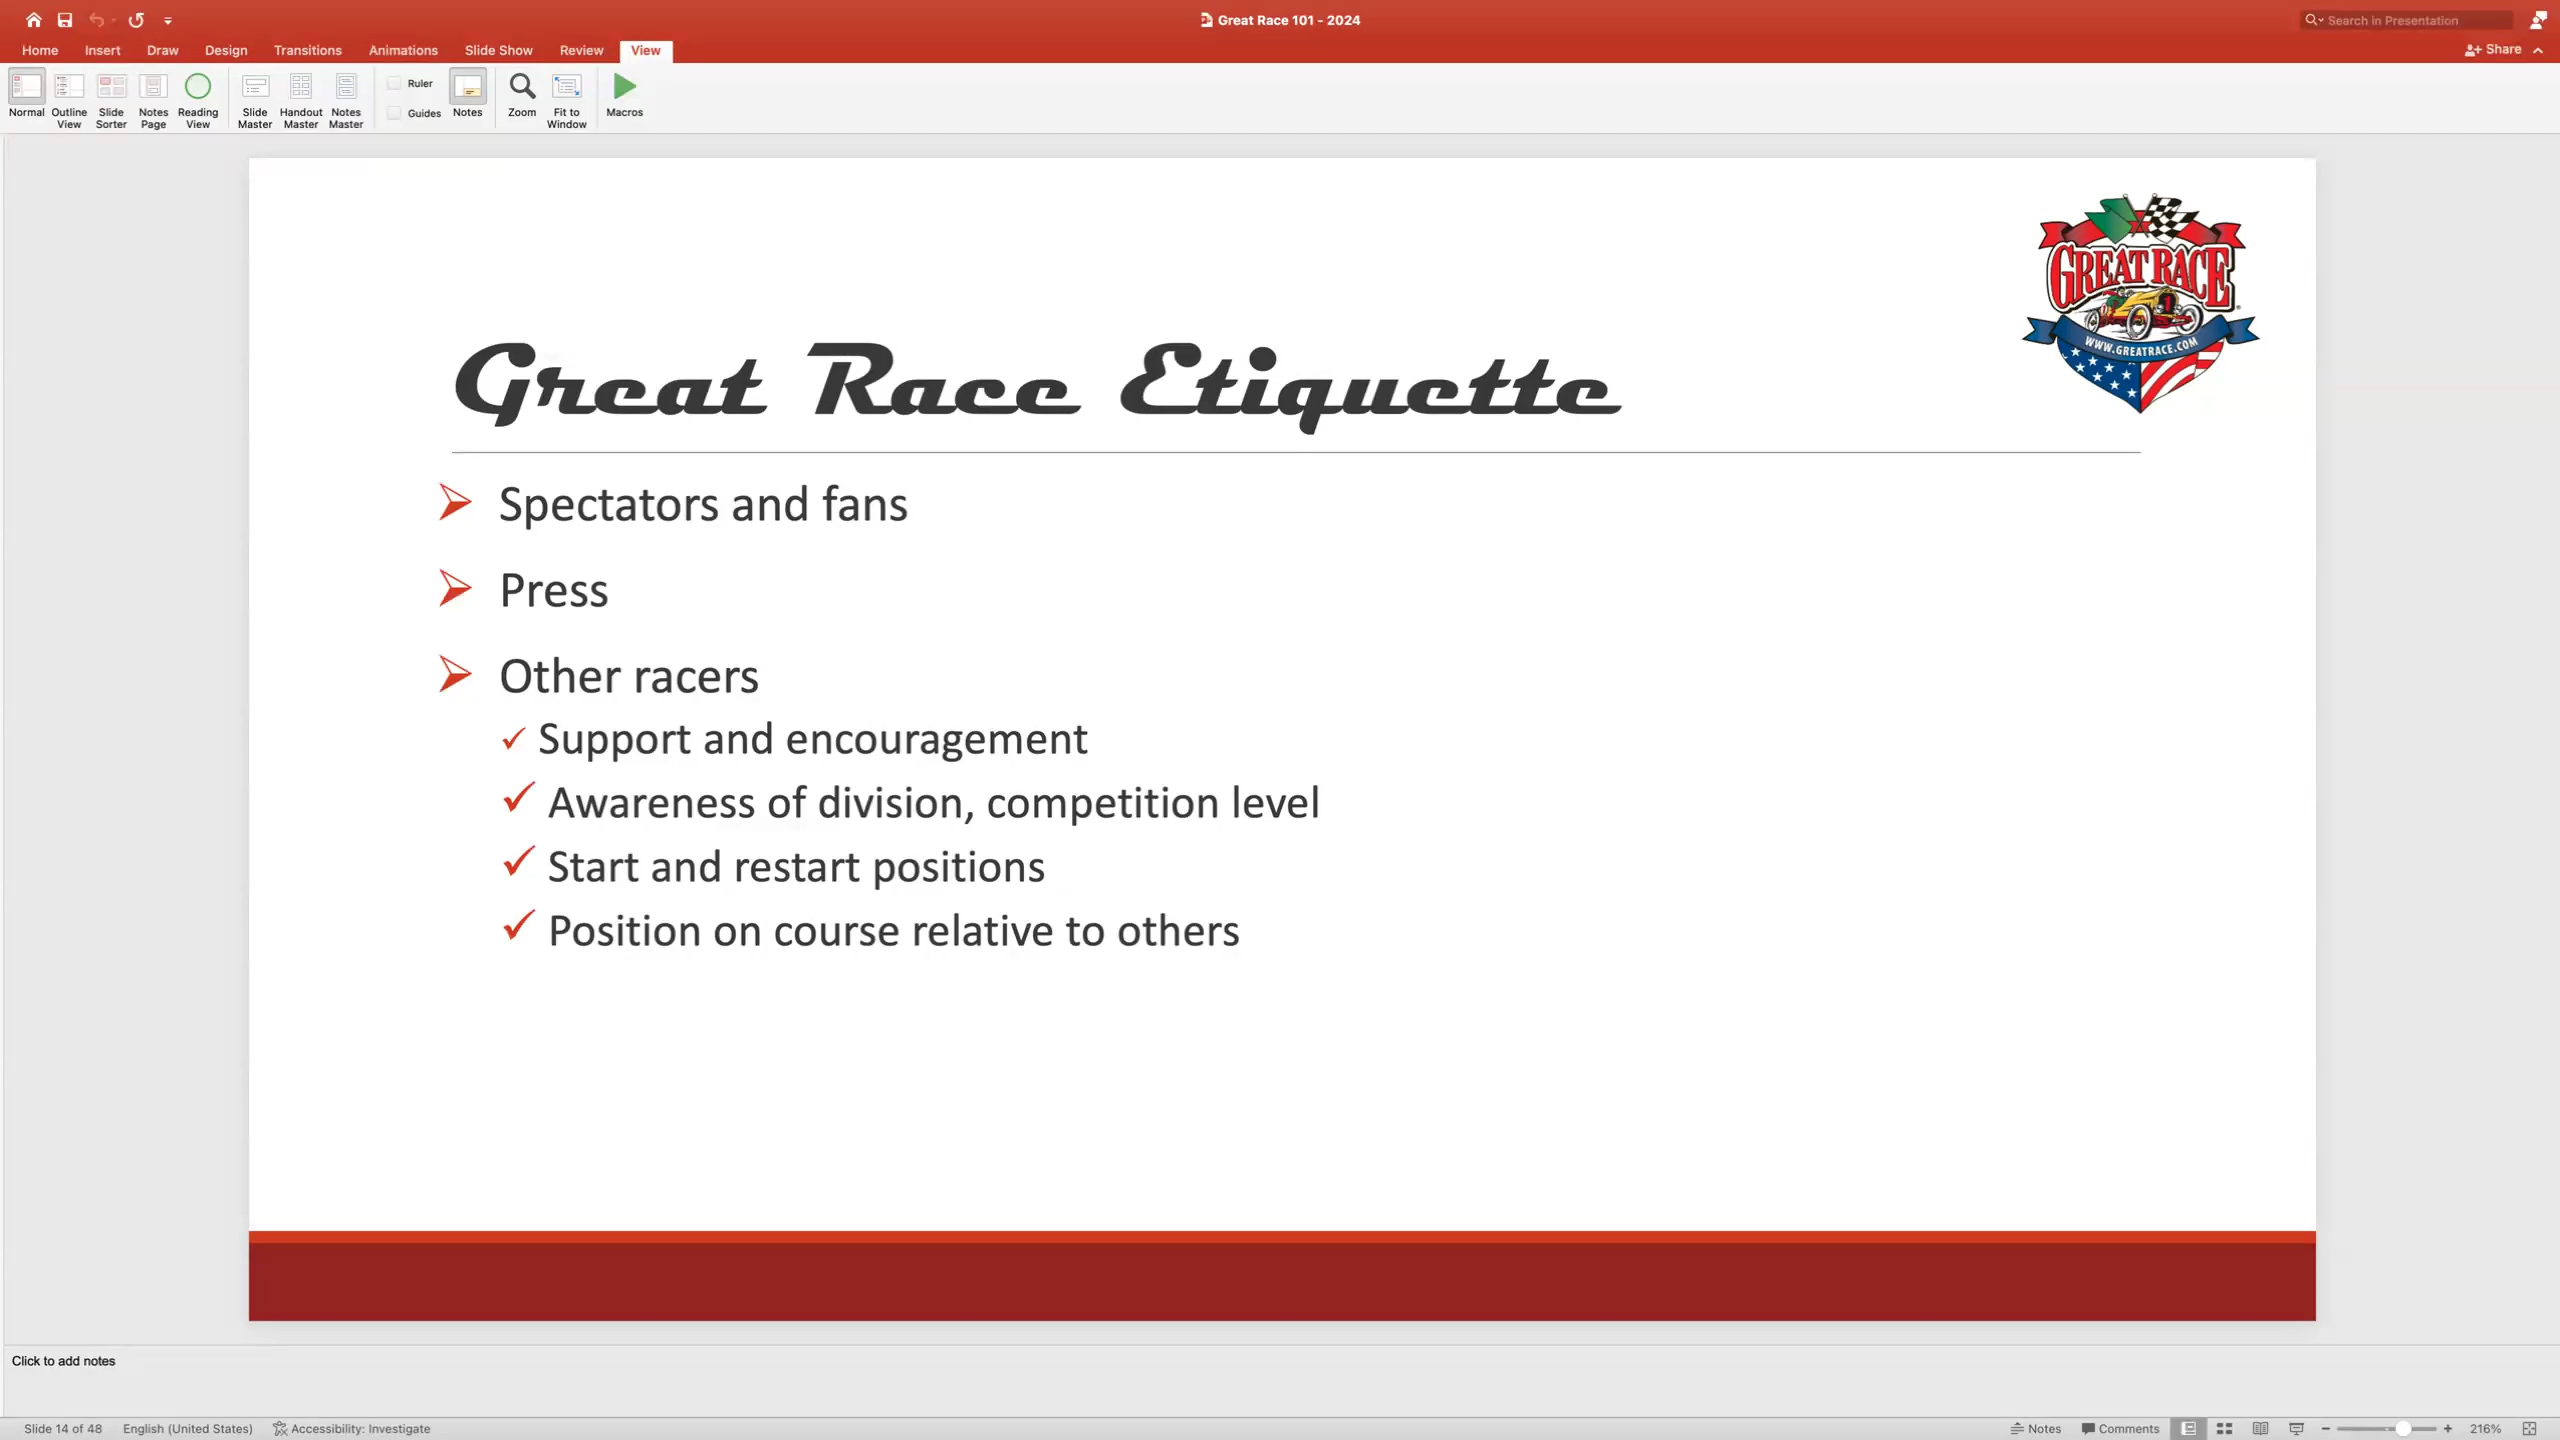 Great Race 101 - 2024
Search in Presentation
Home Insert Draw Design Transitions Animations Slide Show Review View
Share
Normal
Outline View
Slide Sorter
Notes Page
Reading View
Slide Master
Handout Master
Notes Master
Ruler
Guides
Notes
Zoom
Fit to Window
Macros
GREAT RACE
1
WWW.GREATRACE.COM
Great Race Etiquette
Spectators and fans
Press
Other racers
Support and encouragement
Awareness of division, competition level
Start and restart positions
Position on course relative to others
Click to add notes
Slide 14 of 48 English (United States) Accessibility: Investigate Notes Comments 216%